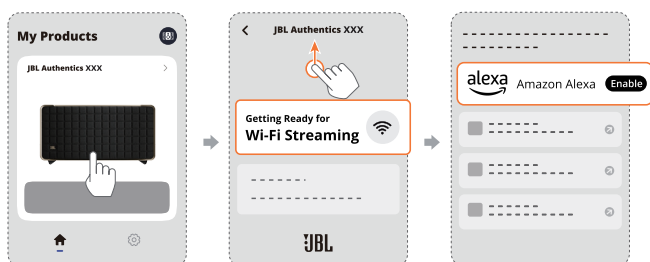 My Products
JBL Authentics XXX
JBL Authentics XXX
Getting Ready for
Wi-Fi Streaming
JBL
alexa Amazon Alexa Enable